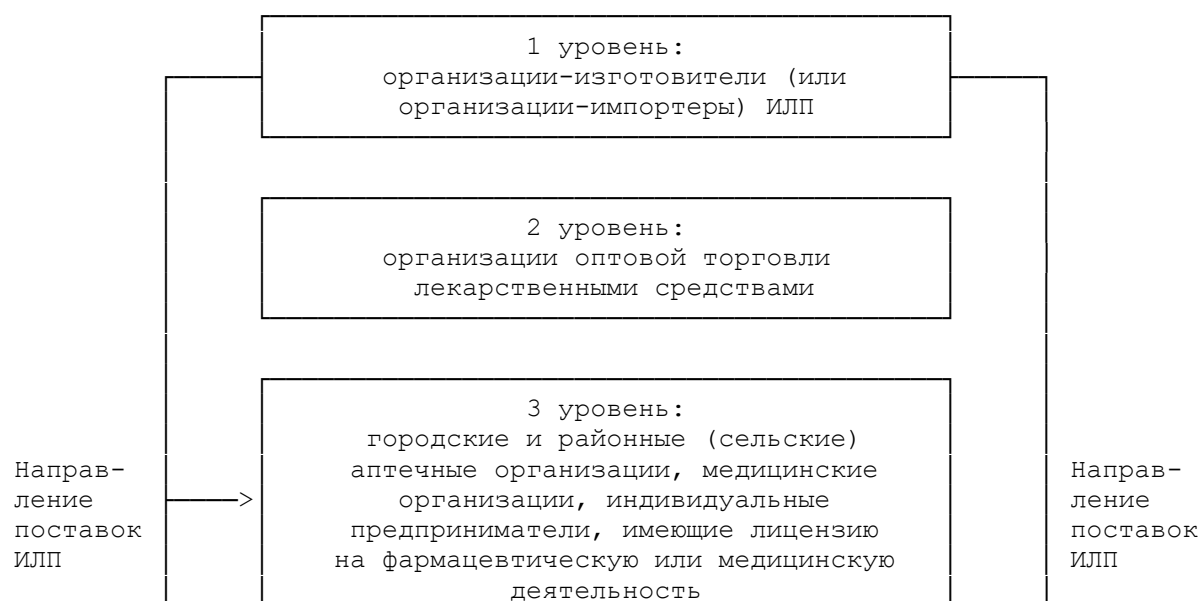 1 уровень:
организации-изготовители (или
организации-импортеры) ИЛП
2 уровень:
организации оптовой торговли
лекарственными средствами
3 уровень:
городские и районные (сельские)
аптечные организации, медицинские
организации, индивидуальные
предприниматели, имеющие лицензию
на фармацевтическую или медицинскую
деятельность
Направ-
ление
поставок
ИЛП
Направ-
ление
поставок
ИЛП